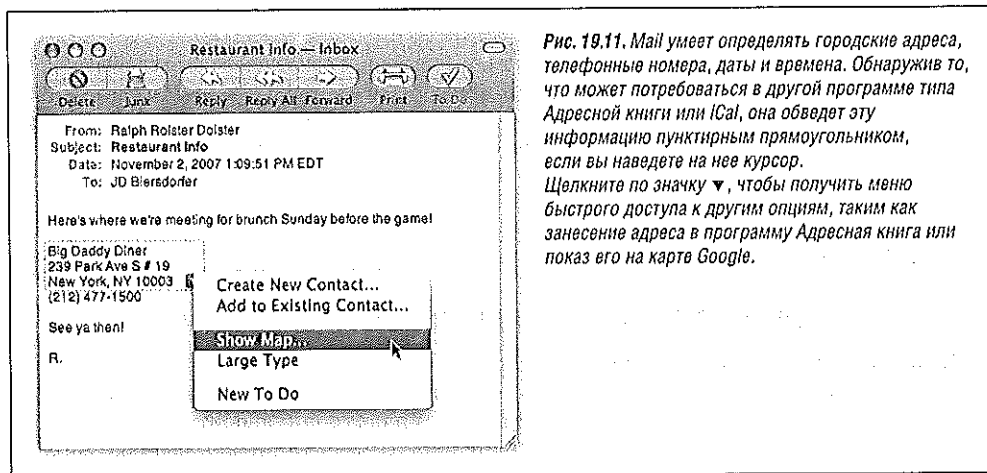 Restaurant Info — Inbox
Delete Junk Reply Reply All Forward Print To Do
From: Ralph Roister Doister
Subject: Restaurant Info
Date: November 2, 2007 1:09:51 PM EDT
To: JD Biersdorfer
Here's where we're meeting for brunch Sunday before the game!
Big Daddy Diner
239 Park Ave S # 19
New York, NY 10003
(212) 477-1500
See ya then!
R.
Create New Contact...
Add to Existing Contact...
Show Map...
Large Type
New To Do
Рис. 19.11. Mail умеет определять городские адреса,
телефонные номера, даты и времена. Обнаружив то,
что может потребоваться в другой программе типа
Адресной книги или iCal, она обведет эту
информацию пунктирным прямоугольником,
если вы наведете на нее курсор.
Щелкните по значку ▼, чтобы получить меню
быстрого доступа к другим опциям, таким как
занесение адреса в программу Адресная книга или
показ его на карте Google.